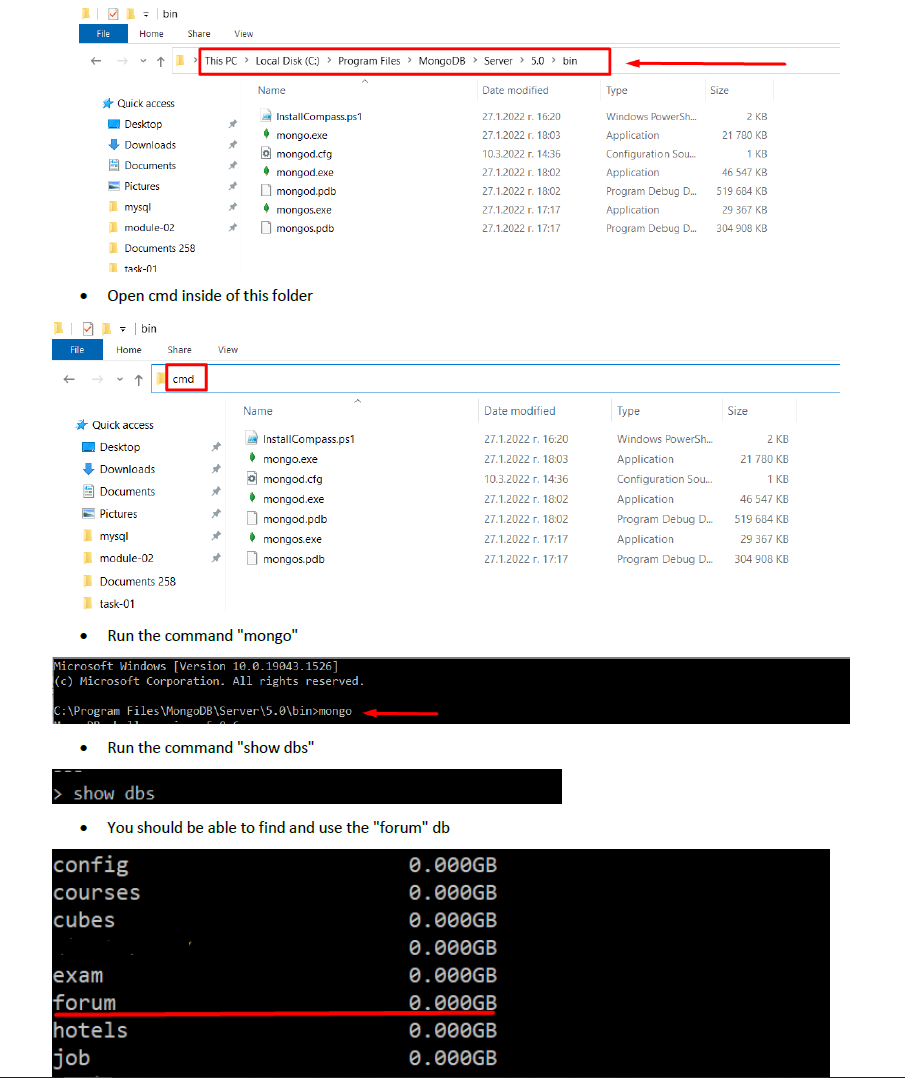 bin
File Home Share View
This PC > Local Disk (C:) > Program Files > MongoDB > Server > 5.0 > bin
Name Date modified Type Size
Quick access
Desktop
Downloads
Documents
Pictures
mysql
module-02
Documents 258
task-01
InstallCompass.ps1 27.1.2022 г. 16:20 Windows PowerSh... 2 KB
mongo.exe 27.1.2022 г. 18:03 Application 21 780 KB
mongod.cfg 10.3.2022 г. 14:36 Configuration Sou... 1 KB
mongod.exe 27.1.2022 г. 18:02 Application 46 547 KB
mongod.pdb 27.1.2022 г. 18:02 Program Debug D... 519 684 KB
mongos.exe 27.1.2022 г. 17:17 Application 29 367 KB
mongos.pdb 27.1.2022 г. 17:17 Program Debug D... 304 908 KB
• Open cmd inside of this folder
bin
File Home Share View
cmd
Name Date modified Type Size
Quick access
Desktop
Downloads
Documents
Pictures
mysql
module-02
Documents 258
task-01
InstallCompass.ps1 27.1.2022 г. 16:20 Windows PowerSh... 2 KB
mongo.exe 27.1.2022 г. 18:03 Application 21 780 KB
mongod.cfg 10.3.2022 г. 14:36 Configuration Sou... 1 KB
mongod.exe 27.1.2022 г. 18:02 Application 46 547 KB
mongod.pdb 27.1.2022 г. 18:02 Program Debug D... 519 684 KB
mongos.exe 27.1.2022 г. 17:17 Application 29 367 KB
mongos.pdb 27.1.2022 г. 17:17 Program Debug D... 304 908 KB
• Run the command "mongo"
Microsoft Windows [Version 10.0.19043.1526]
(c) Microsoft Corporation. All rights reserved.
C:\Program Files\MongoDB\Server\5.0\bin>mongo
• Run the command "show dbs"
---
> show dbs
• You should be able to find and use the "forum" db
config 0.000GB
courses 0.000GB
cubes 0.000GB
0.000GB
exam 0.000GB
forum 0.000GB
hotels 0.000GB
job 0.000GB